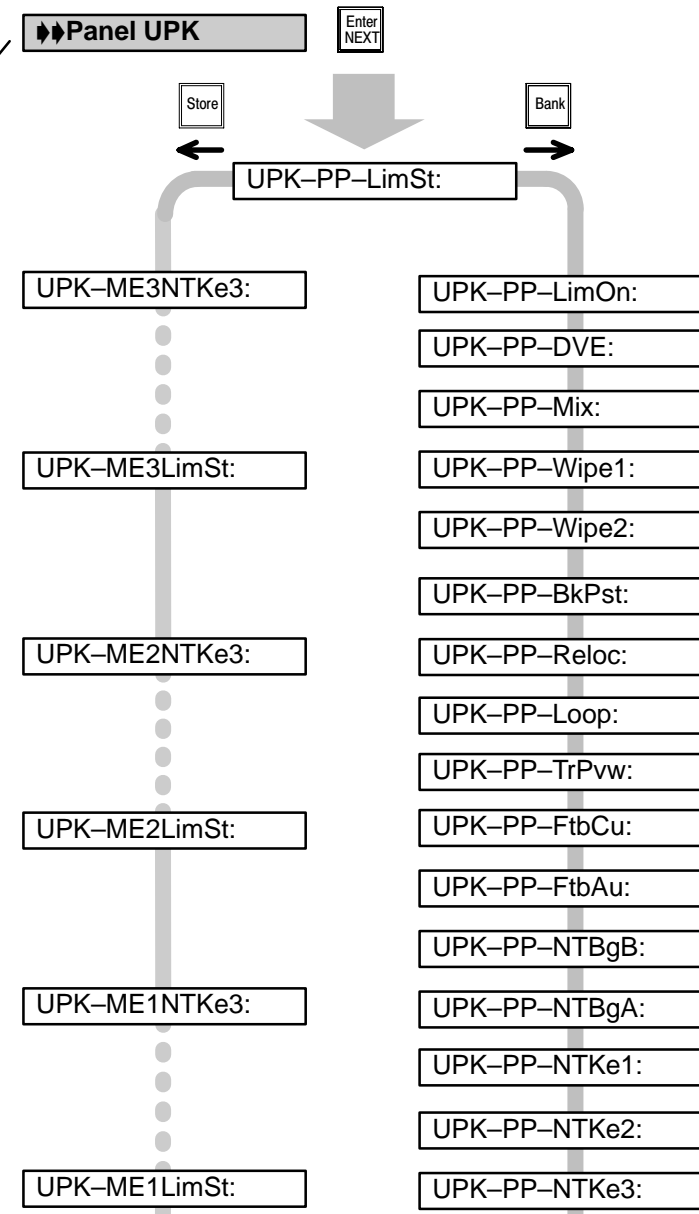 Panel UPK
Enter
NEXT
Store
Bank
UPK–PP–LimSt:
UPK–ME3NTKe3:
UPK–ME3LimSt:
UPK–ME2NTKe3:
UPK–ME2LimSt:
UPK–ME1NTKe3:
UPK–ME1LimSt:
UPK–PP–LimOn:
UPK–PP–DVE:
UPK–PP–Mix:
UPK–PP–Wipe1:
UPK–PP–Wipe2:
UPK–PP–BkPst:
UPK–PP–Reloc:
UPK–PP–Loop:
UPK–PP–TrPvw:
UPK–PP–FtbCu:
UPK–PP–FtbAu:
UPK–PP–NTBgB:
UPK–PP–NTBgA:
UPK–PP–NTKe1:
UPK–PP–NTKe2:
UPK–PP–NTKe3: